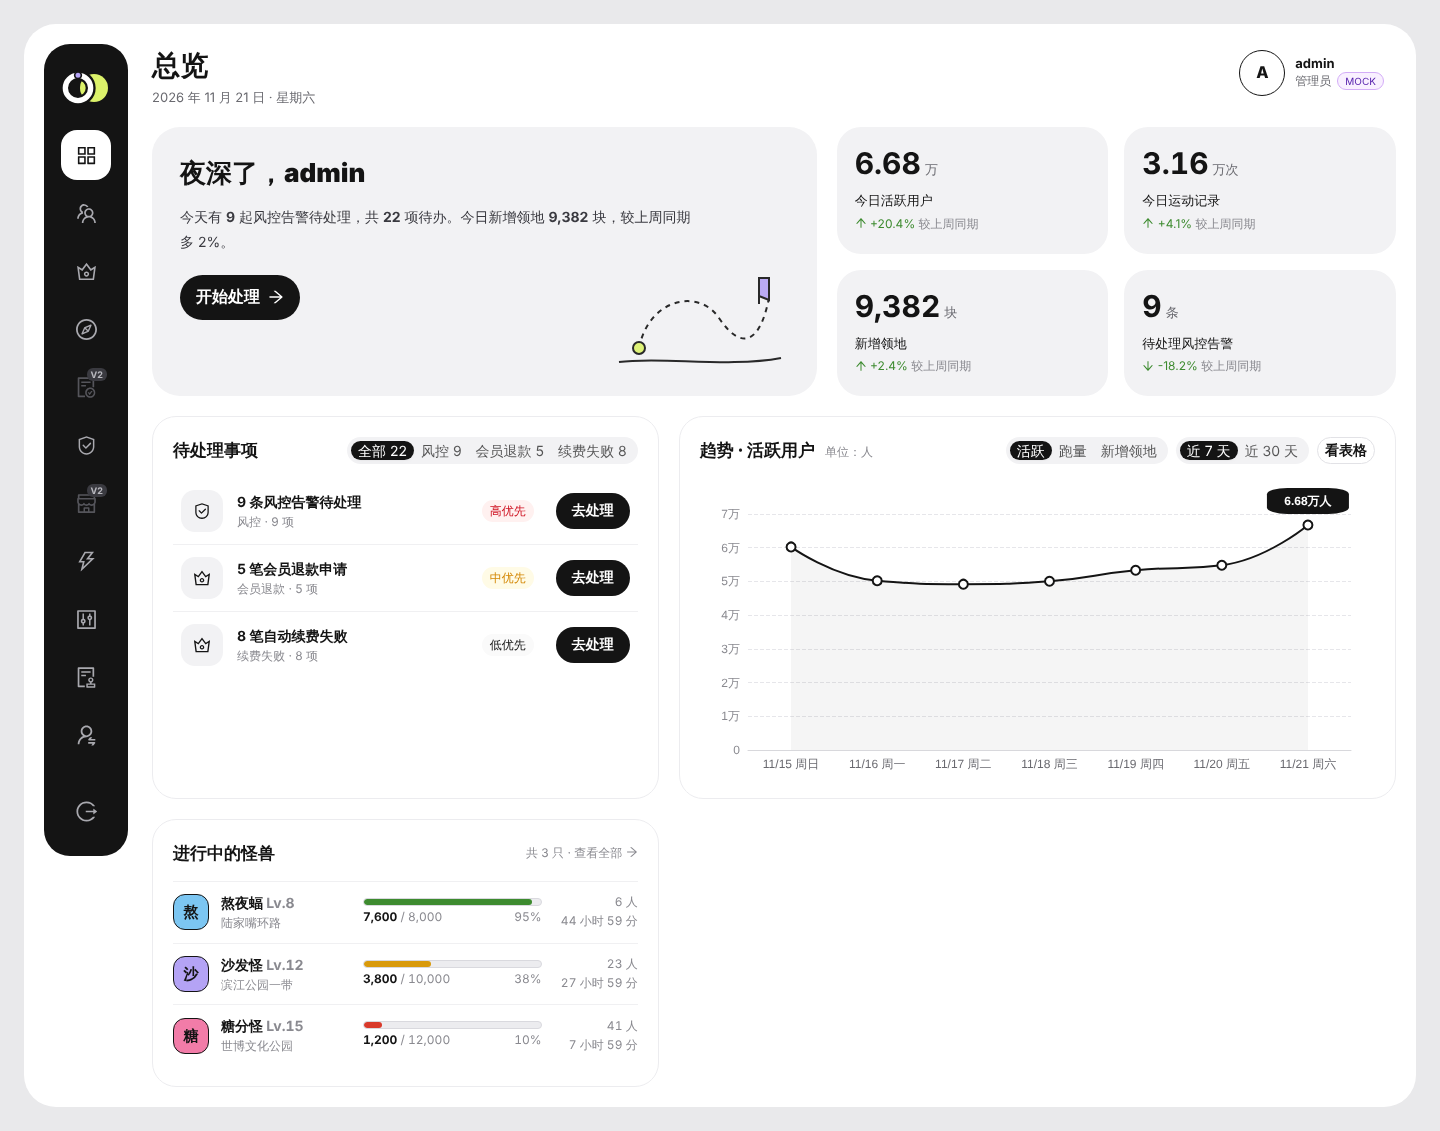 总览
2026 年 11 月 21 日 · 星期六
A
admin
管理员 MOCK
V2
V2
夜深了，admin
今天有 9 起风控告警待处理，共 22 项待办。今日新增领地 9,382 块，较上周同期
多 2%。
开始处理
6.68 万
今日活跃用户
+20.4% 较上周同期
3.16 万次
今日运动记录
+4.1% 较上周同期
9,382 块
新增领地
+2.4% 较上周同期
9 条
待处理风控告警
-18.2% 较上周同期
待处理事项
全部 22 风控 9 会员退款 5 续费失败 8
9 条风控告警待处理
风控 · 9 项
高优先
去处理
5 笔会员退款申请
会员退款 · 5 项
中优先
去处理
8 笔自动续费失败
续费失败 · 8 项
低优先
去处理
趋势 · 活跃用户 单位：人
活跃 跑量 新增领地
近 7 天 近 30 天
看表格
6.68万人
7万
6万
5万
4万
3万
2万
1万
0
11/15 周日 11/16 周一 11/17 周二 11/18 周三 11/19 周四 11/20 周五 11/21 周六
进行中的怪兽
共 3 只 · 查看全部
熬
熬夜蝠 Lv.8
陆家嘴环路
7,600 / 8,000 95%
6 人
44 小时 59 分
沙
沙发怪 Lv.12
滨江公园一带
3,800 / 10,000 38%
23 人
27 小时 59 分
糖
糖分怪 Lv.15
世博文化公园
1,200 / 12,000 10%
41 人
7 小时 59 分